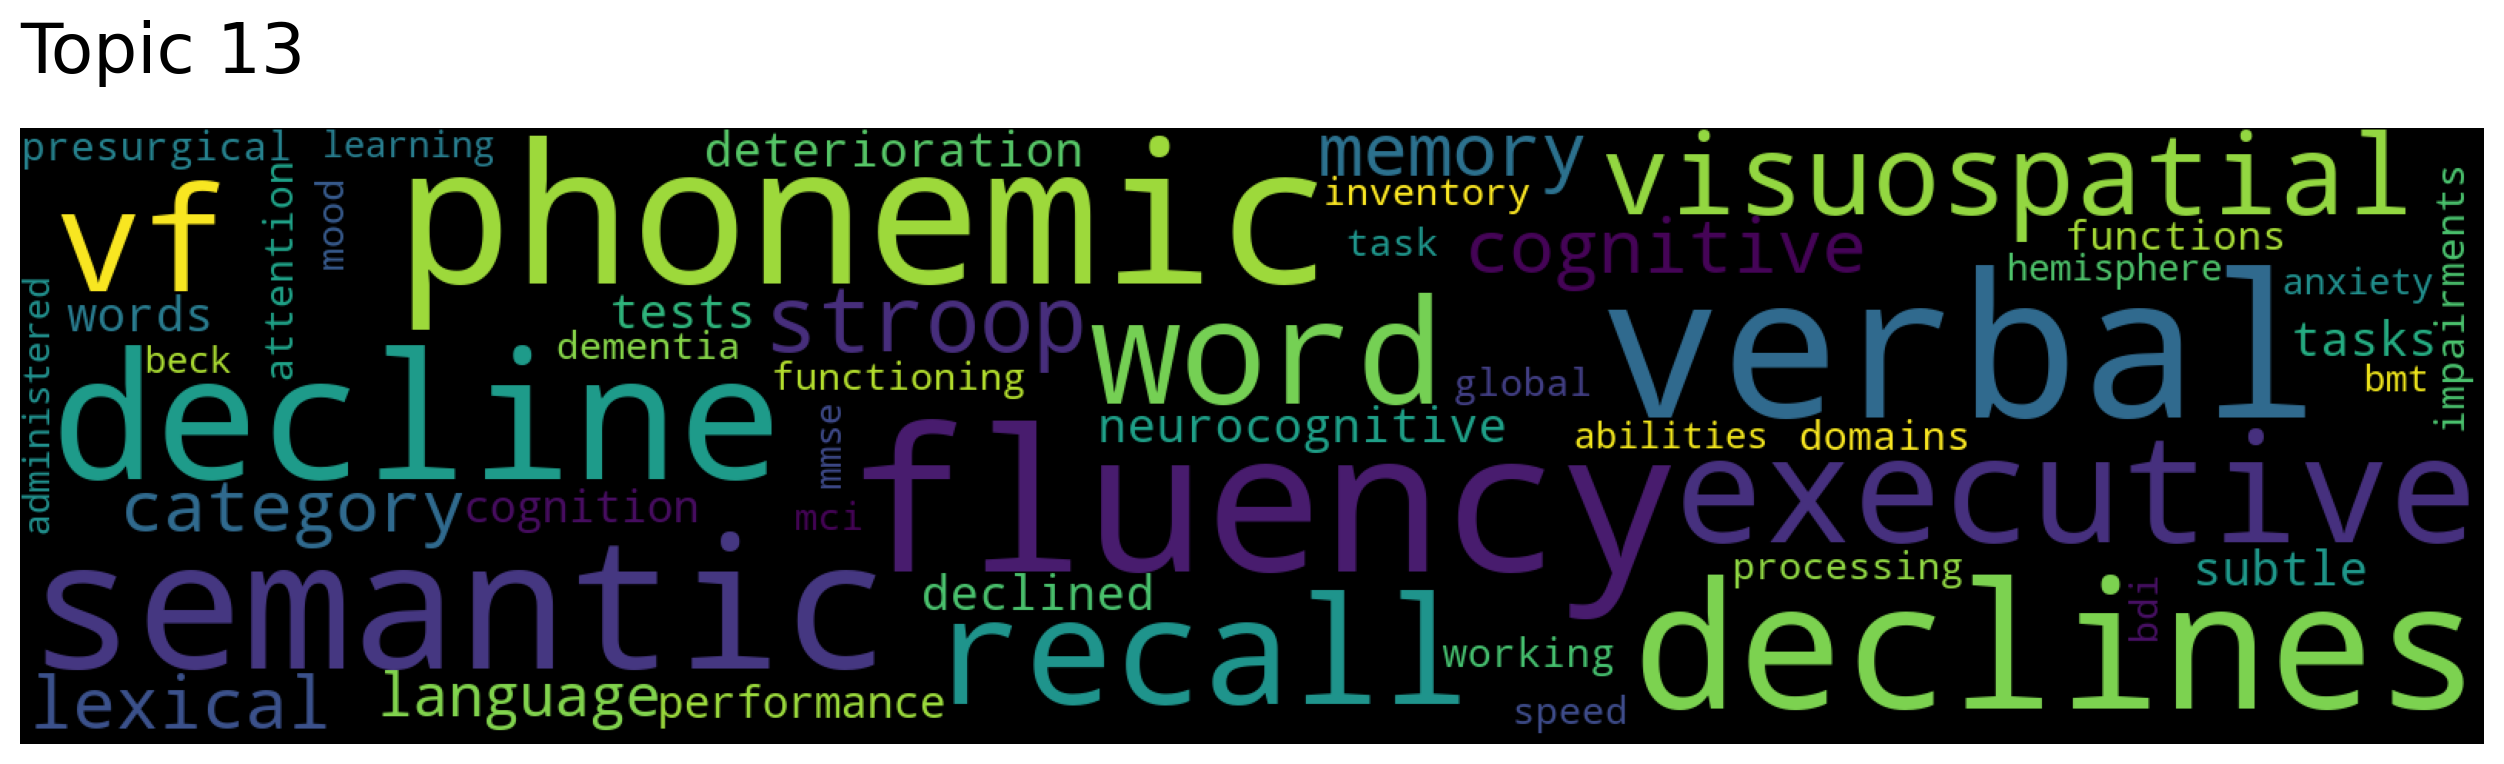 Topic 13
presurgical
learning
deterioration
memory
visuospatial
phonemic
vf
attention
mood
inventory
impairments
task
cognitive
functions
hemisphere
anxiety
administered
words
tests
stroop
word
verbal
tasks
beck
dementia
decline
functioning
global
bmt
mmse
neurocognitive
abilities
domains
fluency
executive
category
cognition
mci
semantic
declined
processing
subtle
bdi
recall
declines
working
lexical
language
performance
speed